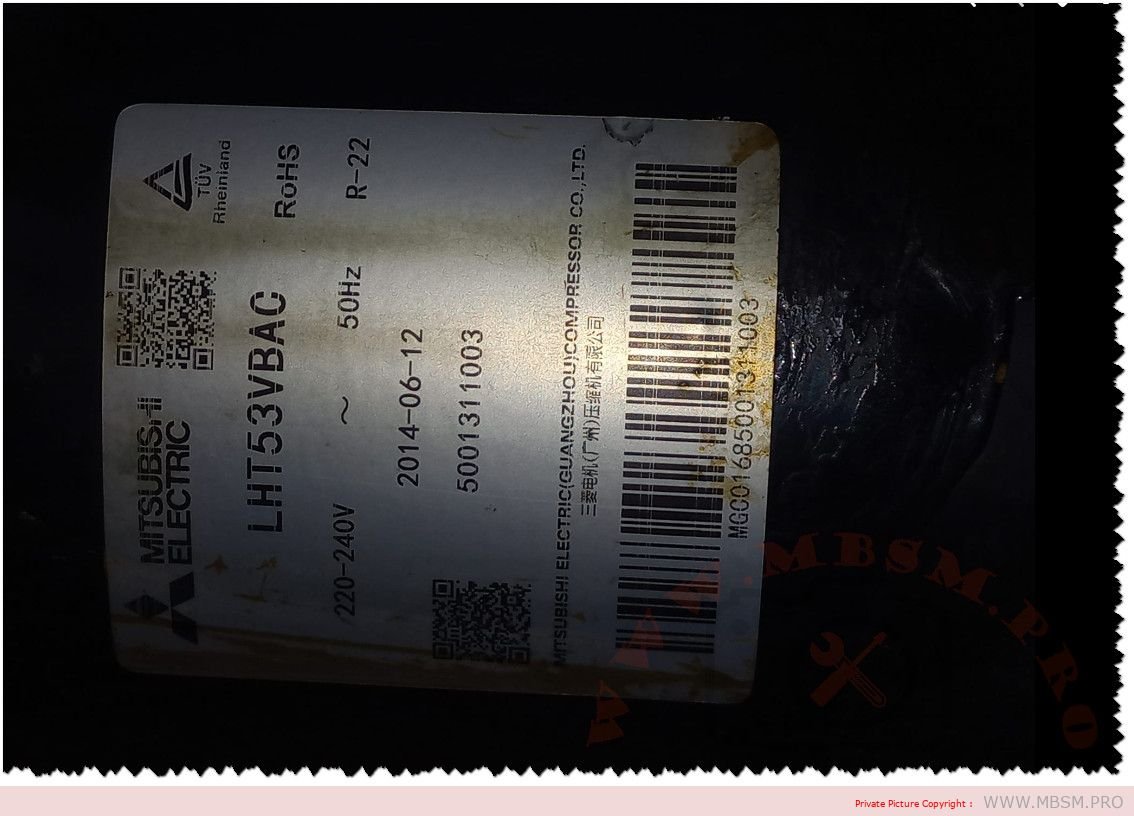 MITSUBISHI
ELECTRIC
TÜV
Rheinland
LHT53VBAC
RoHS
220-240V ~ 50Hz R-22
2014-06-12
5001311003
MITSUBISHI ELECTRIC(GUANGZHOU)COMPRESSOR CO.,LTD.
三菱电机(广州)压缩机有限公司
MGC01685001311003
WWW.MBSM.PRO
Private Picture Copyright : WWW.MBSM.PRO